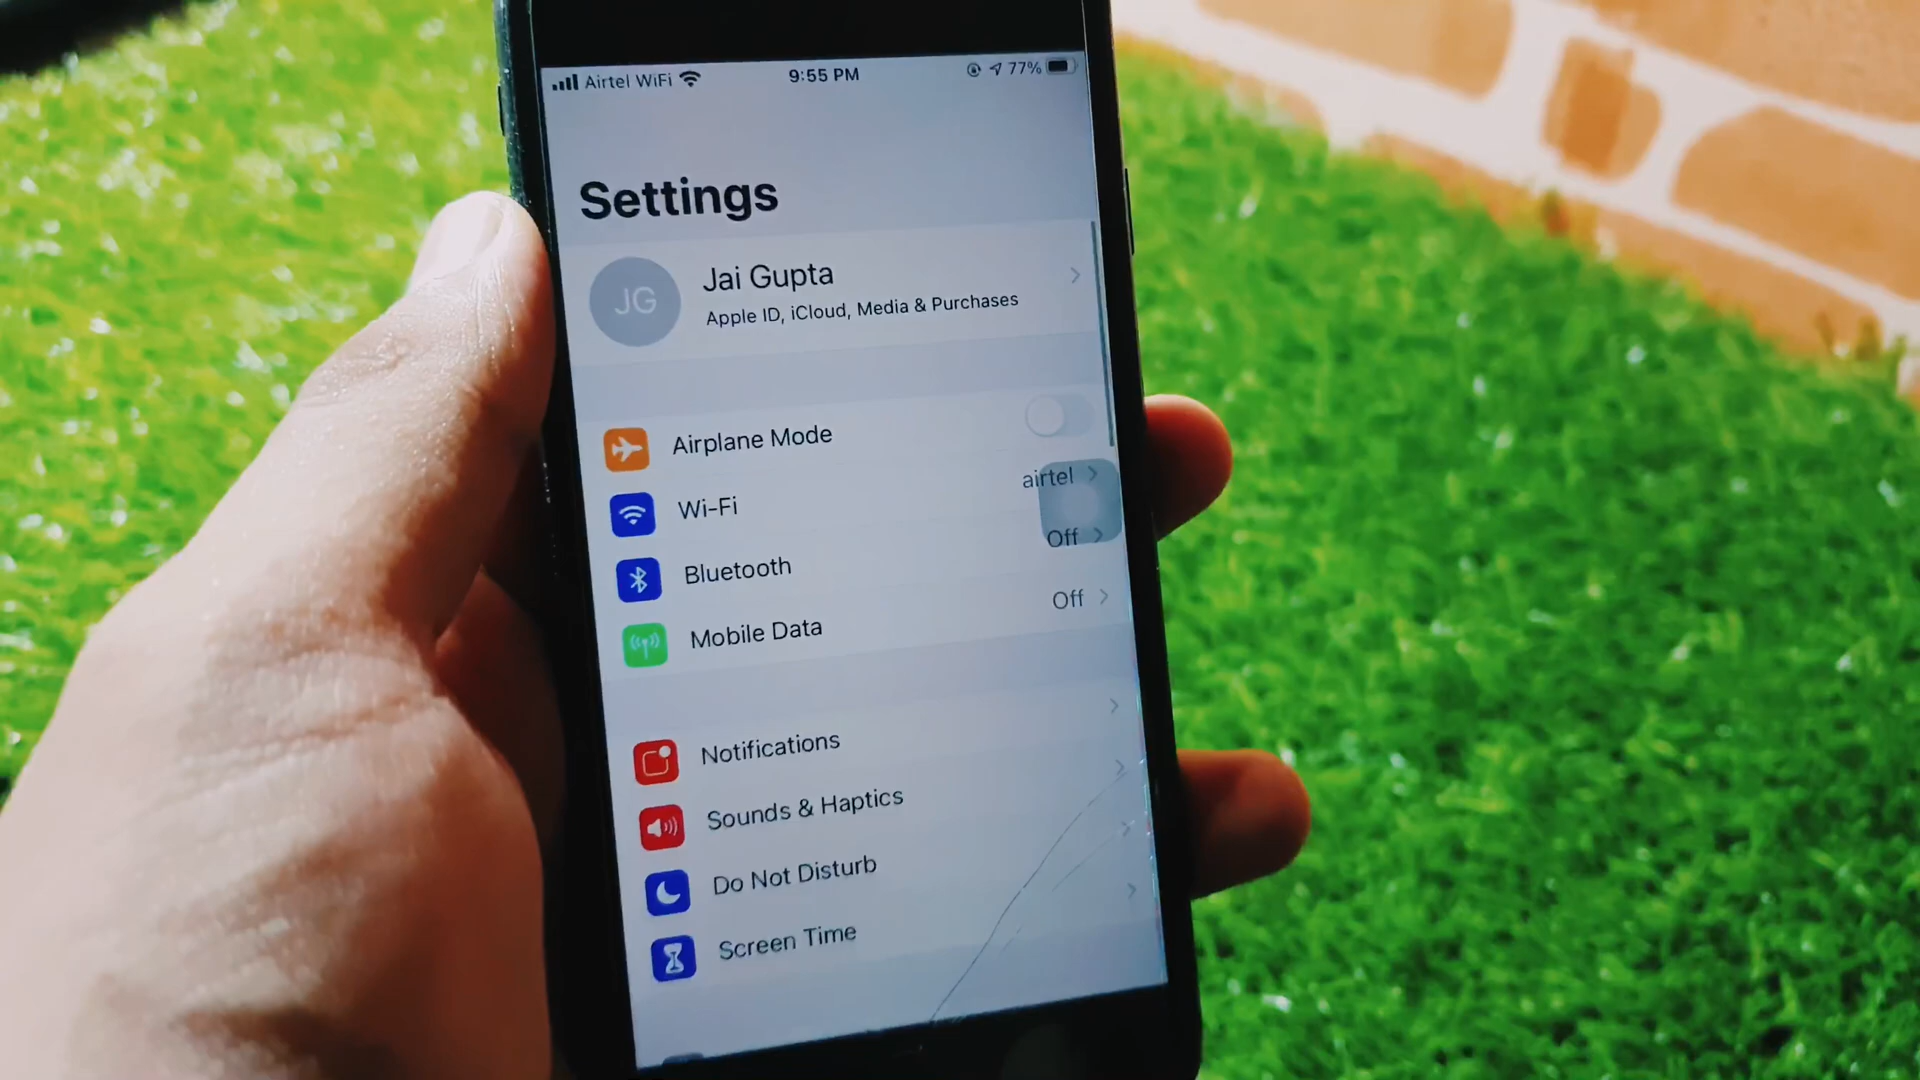 Airtel WiFi 9:55 PM 77%
Settings
JG
Jai Gupta
Apple ID, iCloud, Media & Purchases
Airplane Mode
Wi-Fi airtel
Bluetooth Off
Mobile Data Off
Notifications
Sounds & Haptics
Do Not Disturb
Screen Time